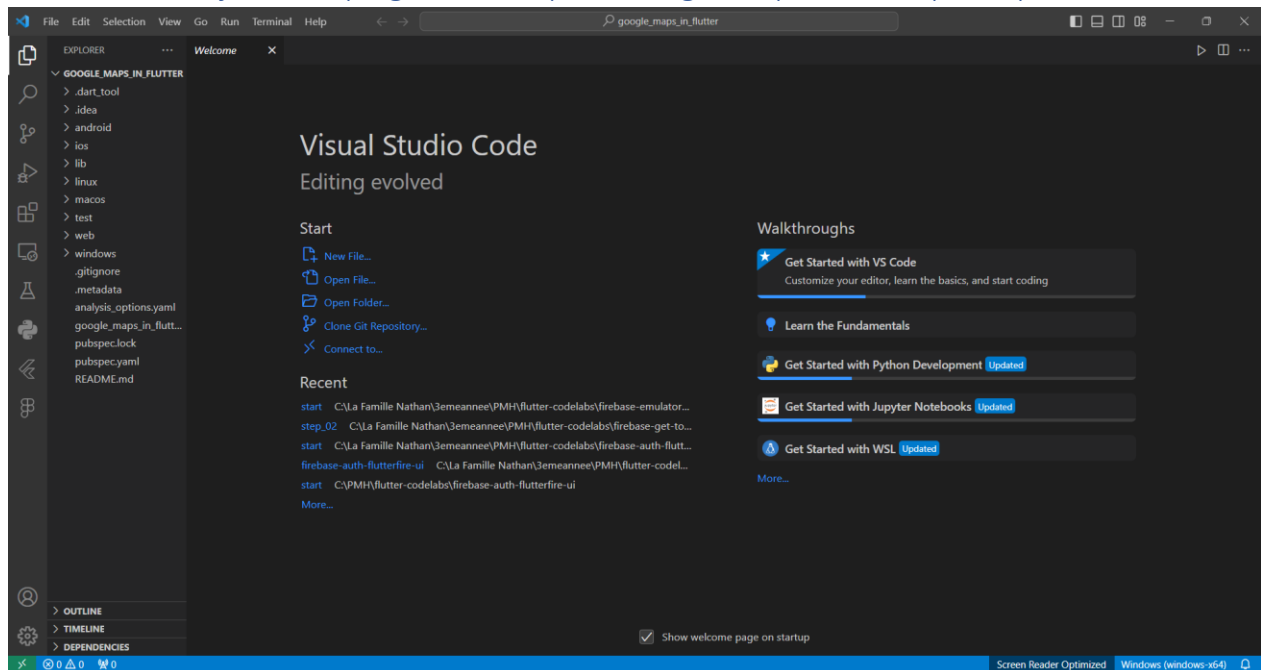 File Edit Selection View Go Run Terminal Help google_maps_in_flutter
EXPLORER
Welcome
GOOGLE_MAPS_IN_FLUTTER
.dart_tool
.idea
android
ios
lib
linux
macos
test
web
windows
.gitignore
.metadata
analysis_options.yaml
google_maps_in_flutt...
pubspec.lock
pubspec.yaml
README.md
OUTLINE
TIMELINE
DEPENDENCIES
Visual Studio Code
Editing evolved
Start
New File...
Open File...
Open Folder...
Clone Git Repository...
Connect to...
Recent
start C:\La Famille Nathan\3emeannee\PMH\flutter-codelabs\firebase-emulator...
step_02 C:\La Famille Nathan\3emeannee\PMH\flutter-codelabs\firebase-get-to...
start C:\La Famille Nathan\3emeannee\PMH\flutter-codelabs\firebase-auth-flutt...
firebase-auth-flutterfire-ui C:\La Famille Nathan\3emeannee\PMH\flutter-codel...
start C:\PMH\flutter-codelabs\firebase-auth-flutterfire-ui
More...
Walkthroughs
Get Started with VS Code
Customize your editor, learn the basics, and start coding
Learn the Fundamentals
Get Started with Python Development Updated
Get Started with Jupyter Notebooks Updated
Get Started with WSL Updated
More...
Show welcome page on startup
0 0 0 Screen Reader Optimized Windows (windows-x64)